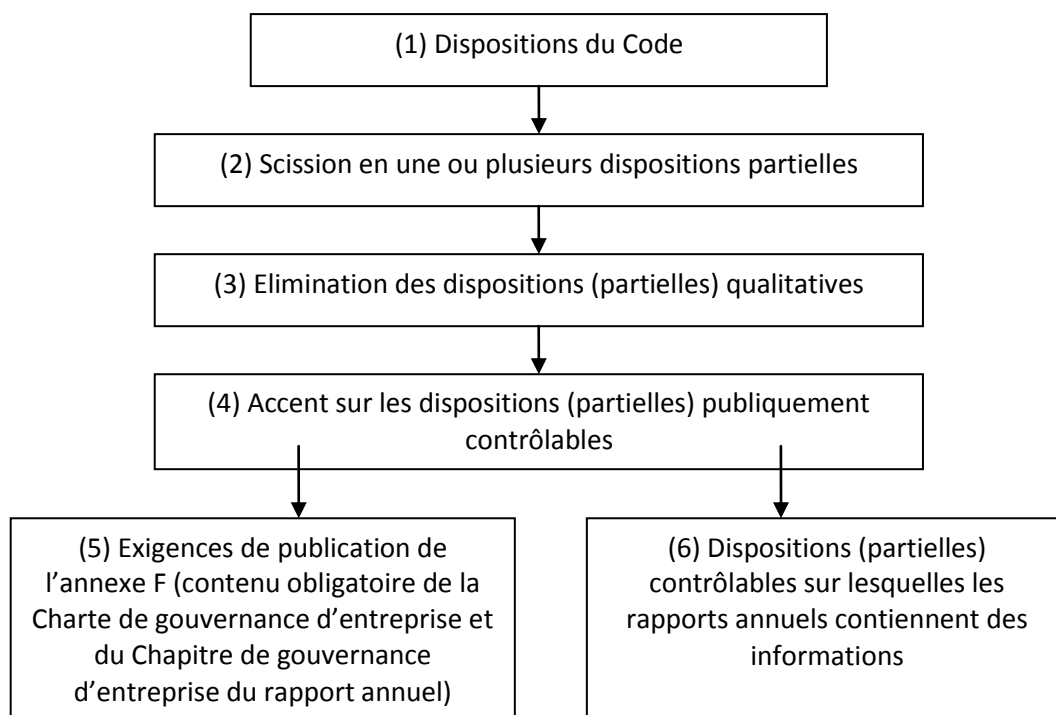 (1) Dispositions du Code
(2) Scission en une ou plusieurs dispositions partielles
(3) Elimination des dispositions (partielles) qualitatives
(4) Accent sur les dispositions (partielles) publiquement
contrôlables
(5) Exigences de publication de
l’annexe F (contenu obligatoire de la
Charte de gouvernance d’entreprise et
du Chapitre de gouvernance
d’entreprise du rapport annuel)
(6) Dispositions (partielles)
contrôlables sur lesquelles les
rapports annuels contiennent des
informations